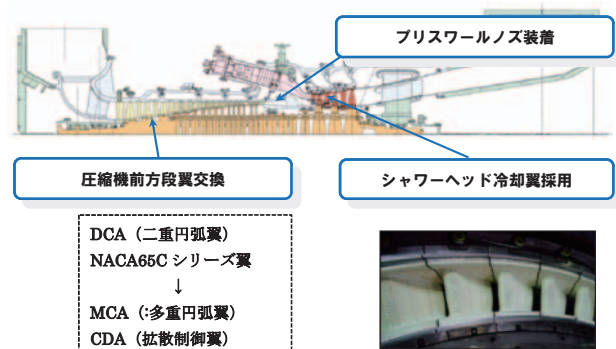 プリスワールノズ装着
圧縮機前方段翼交換
シャワーヘッド冷却翼採用
DCA（二重円弧翼）
NACA65C シリーズ翼
↓
MCA（:多重円弧翼）
CDA（拡散制御翼）